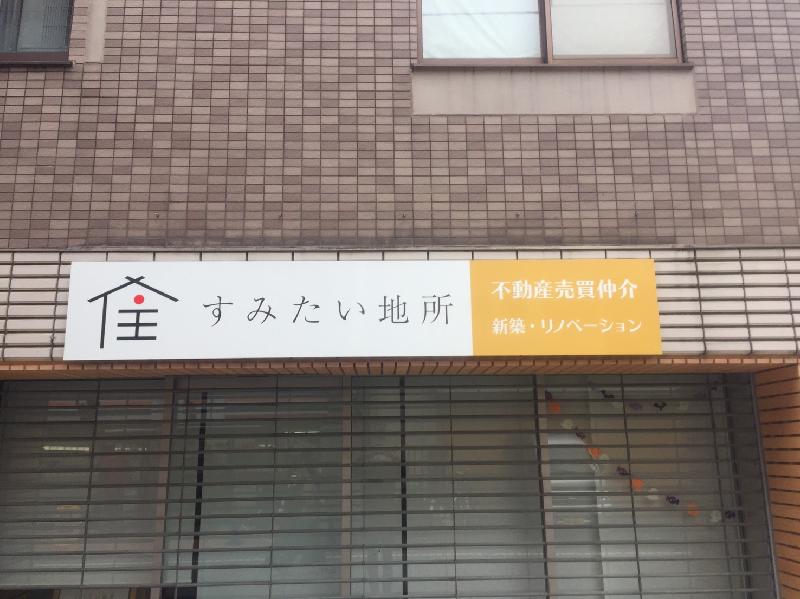 住 すみたい地所
不動産売買仲介
新築・リノベーション